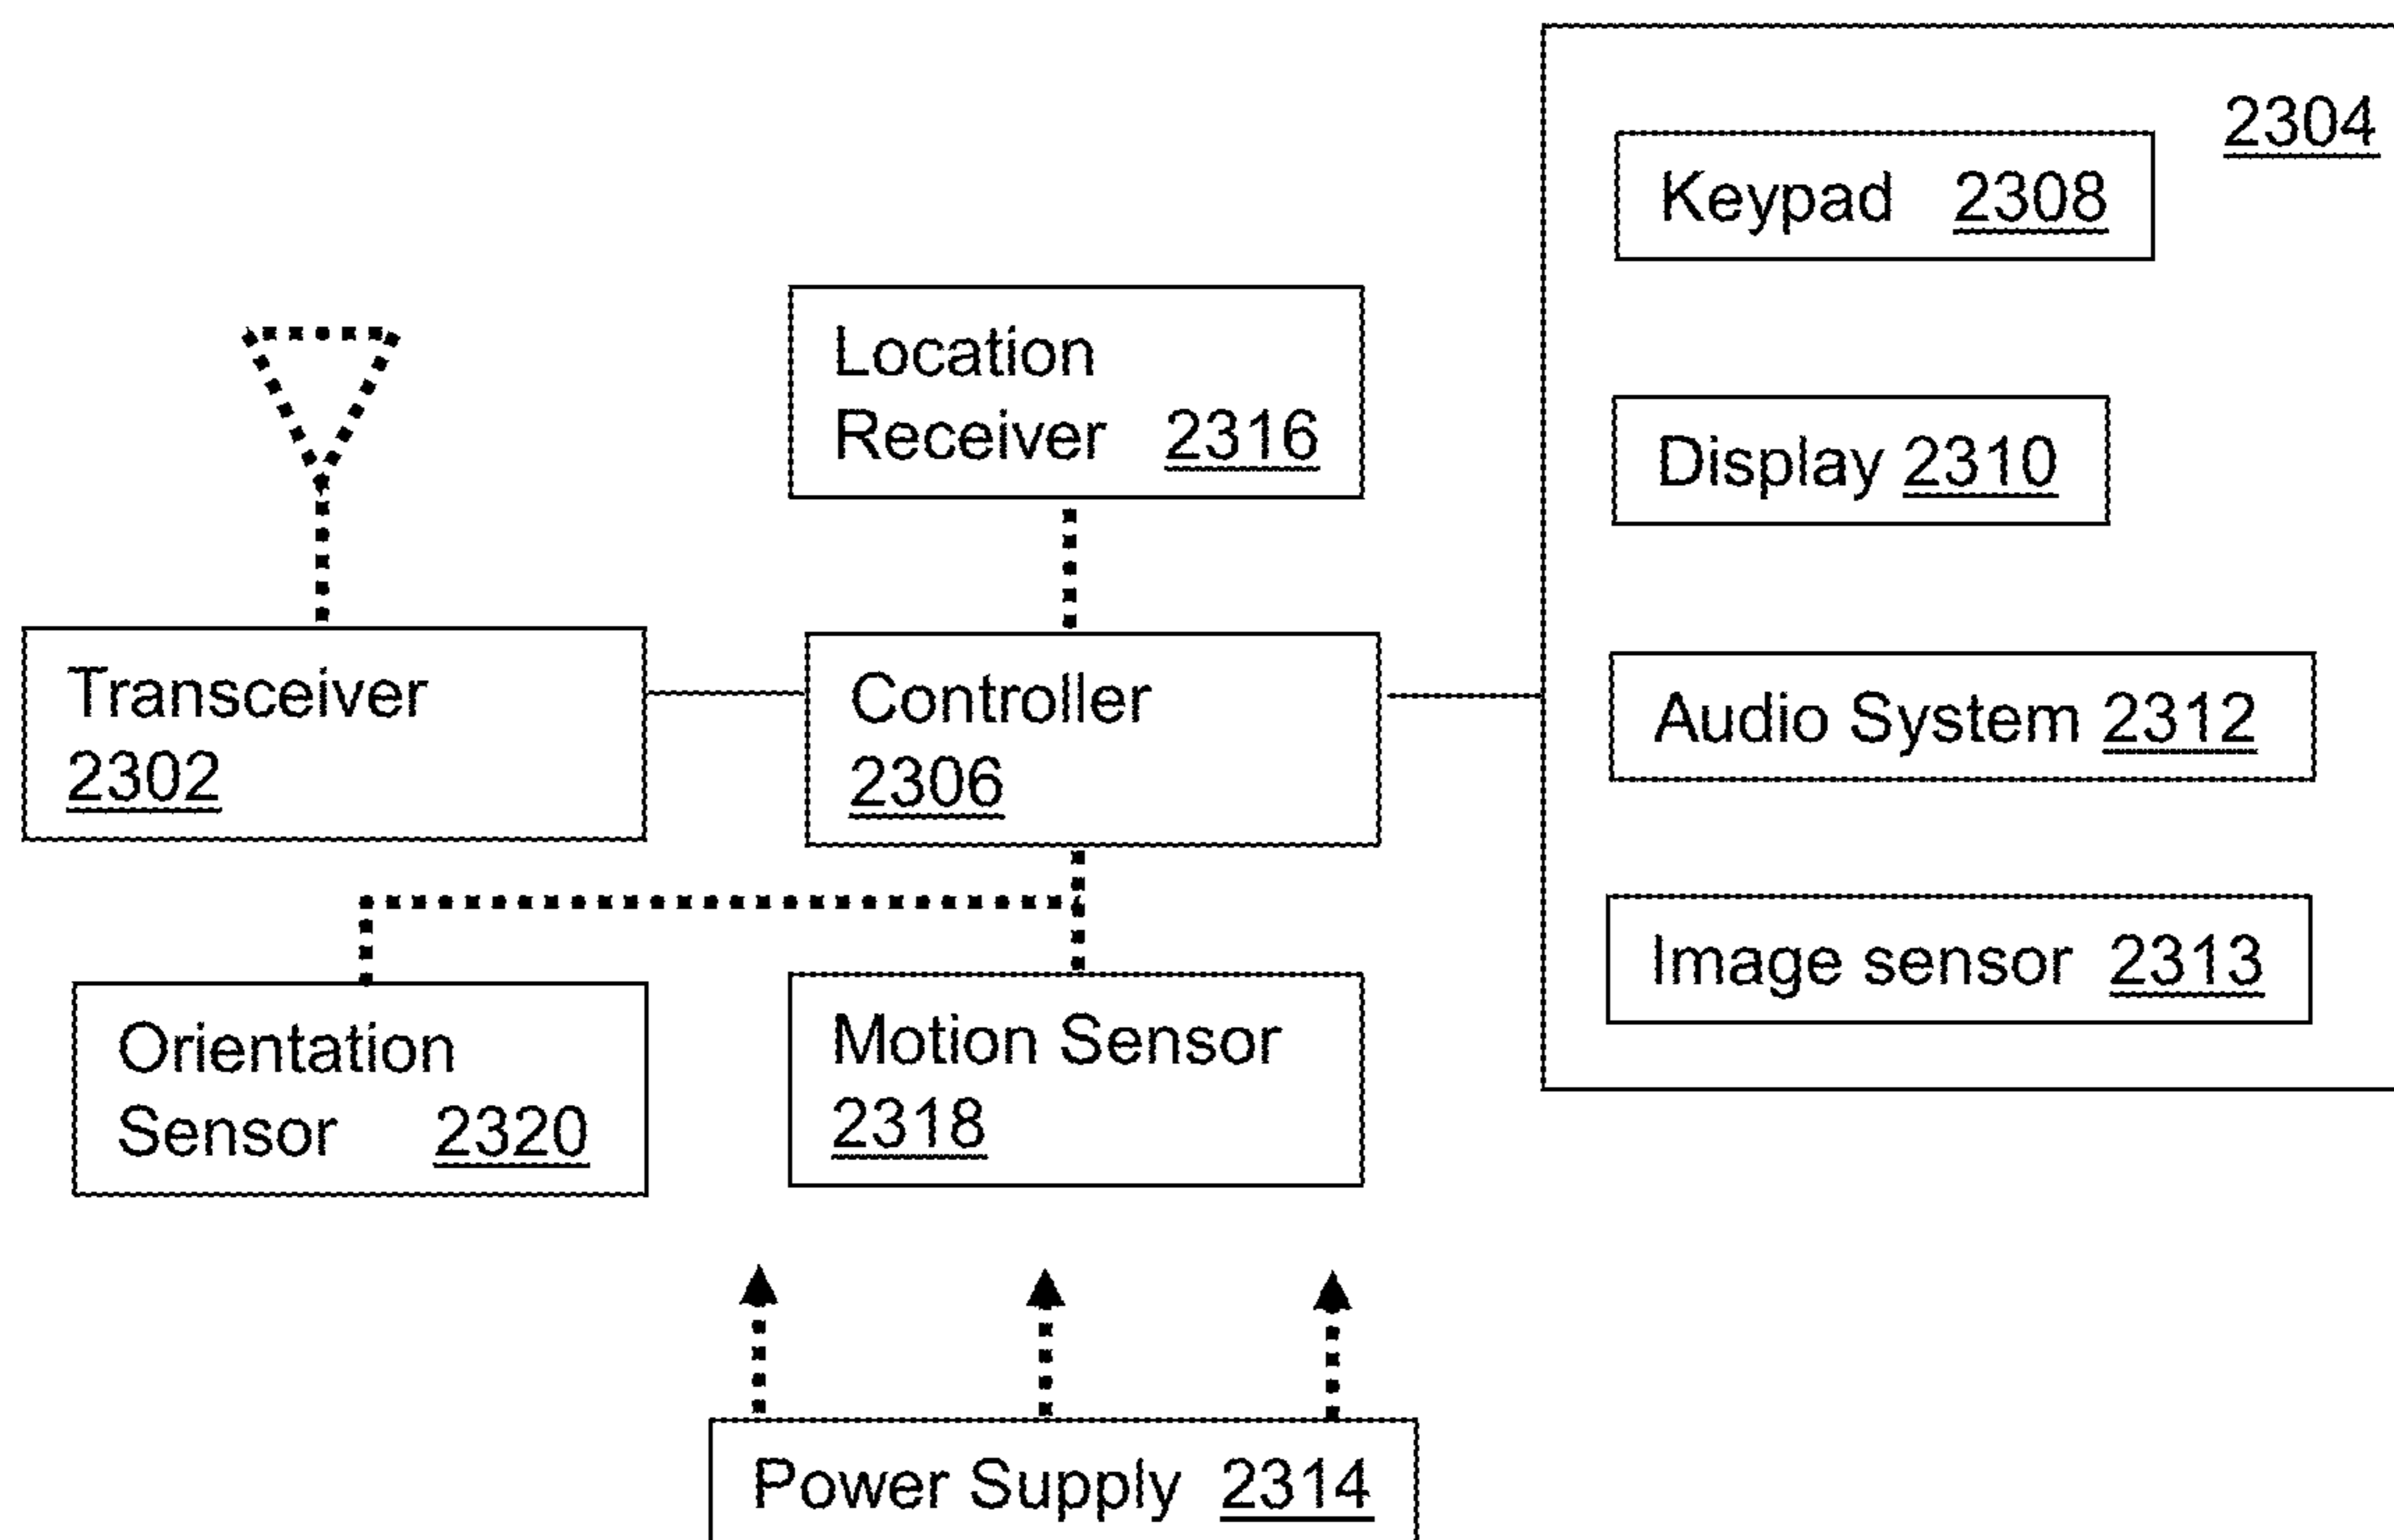 2304
Keypad 2308
Location
Receiver 2316
Display 2310
Transceiver
2302
Controller
2306
Audio System 2312
Image sensor 2313
Orientation
Sensor 2320
Motion Sensor
2318
Power Supply 2314